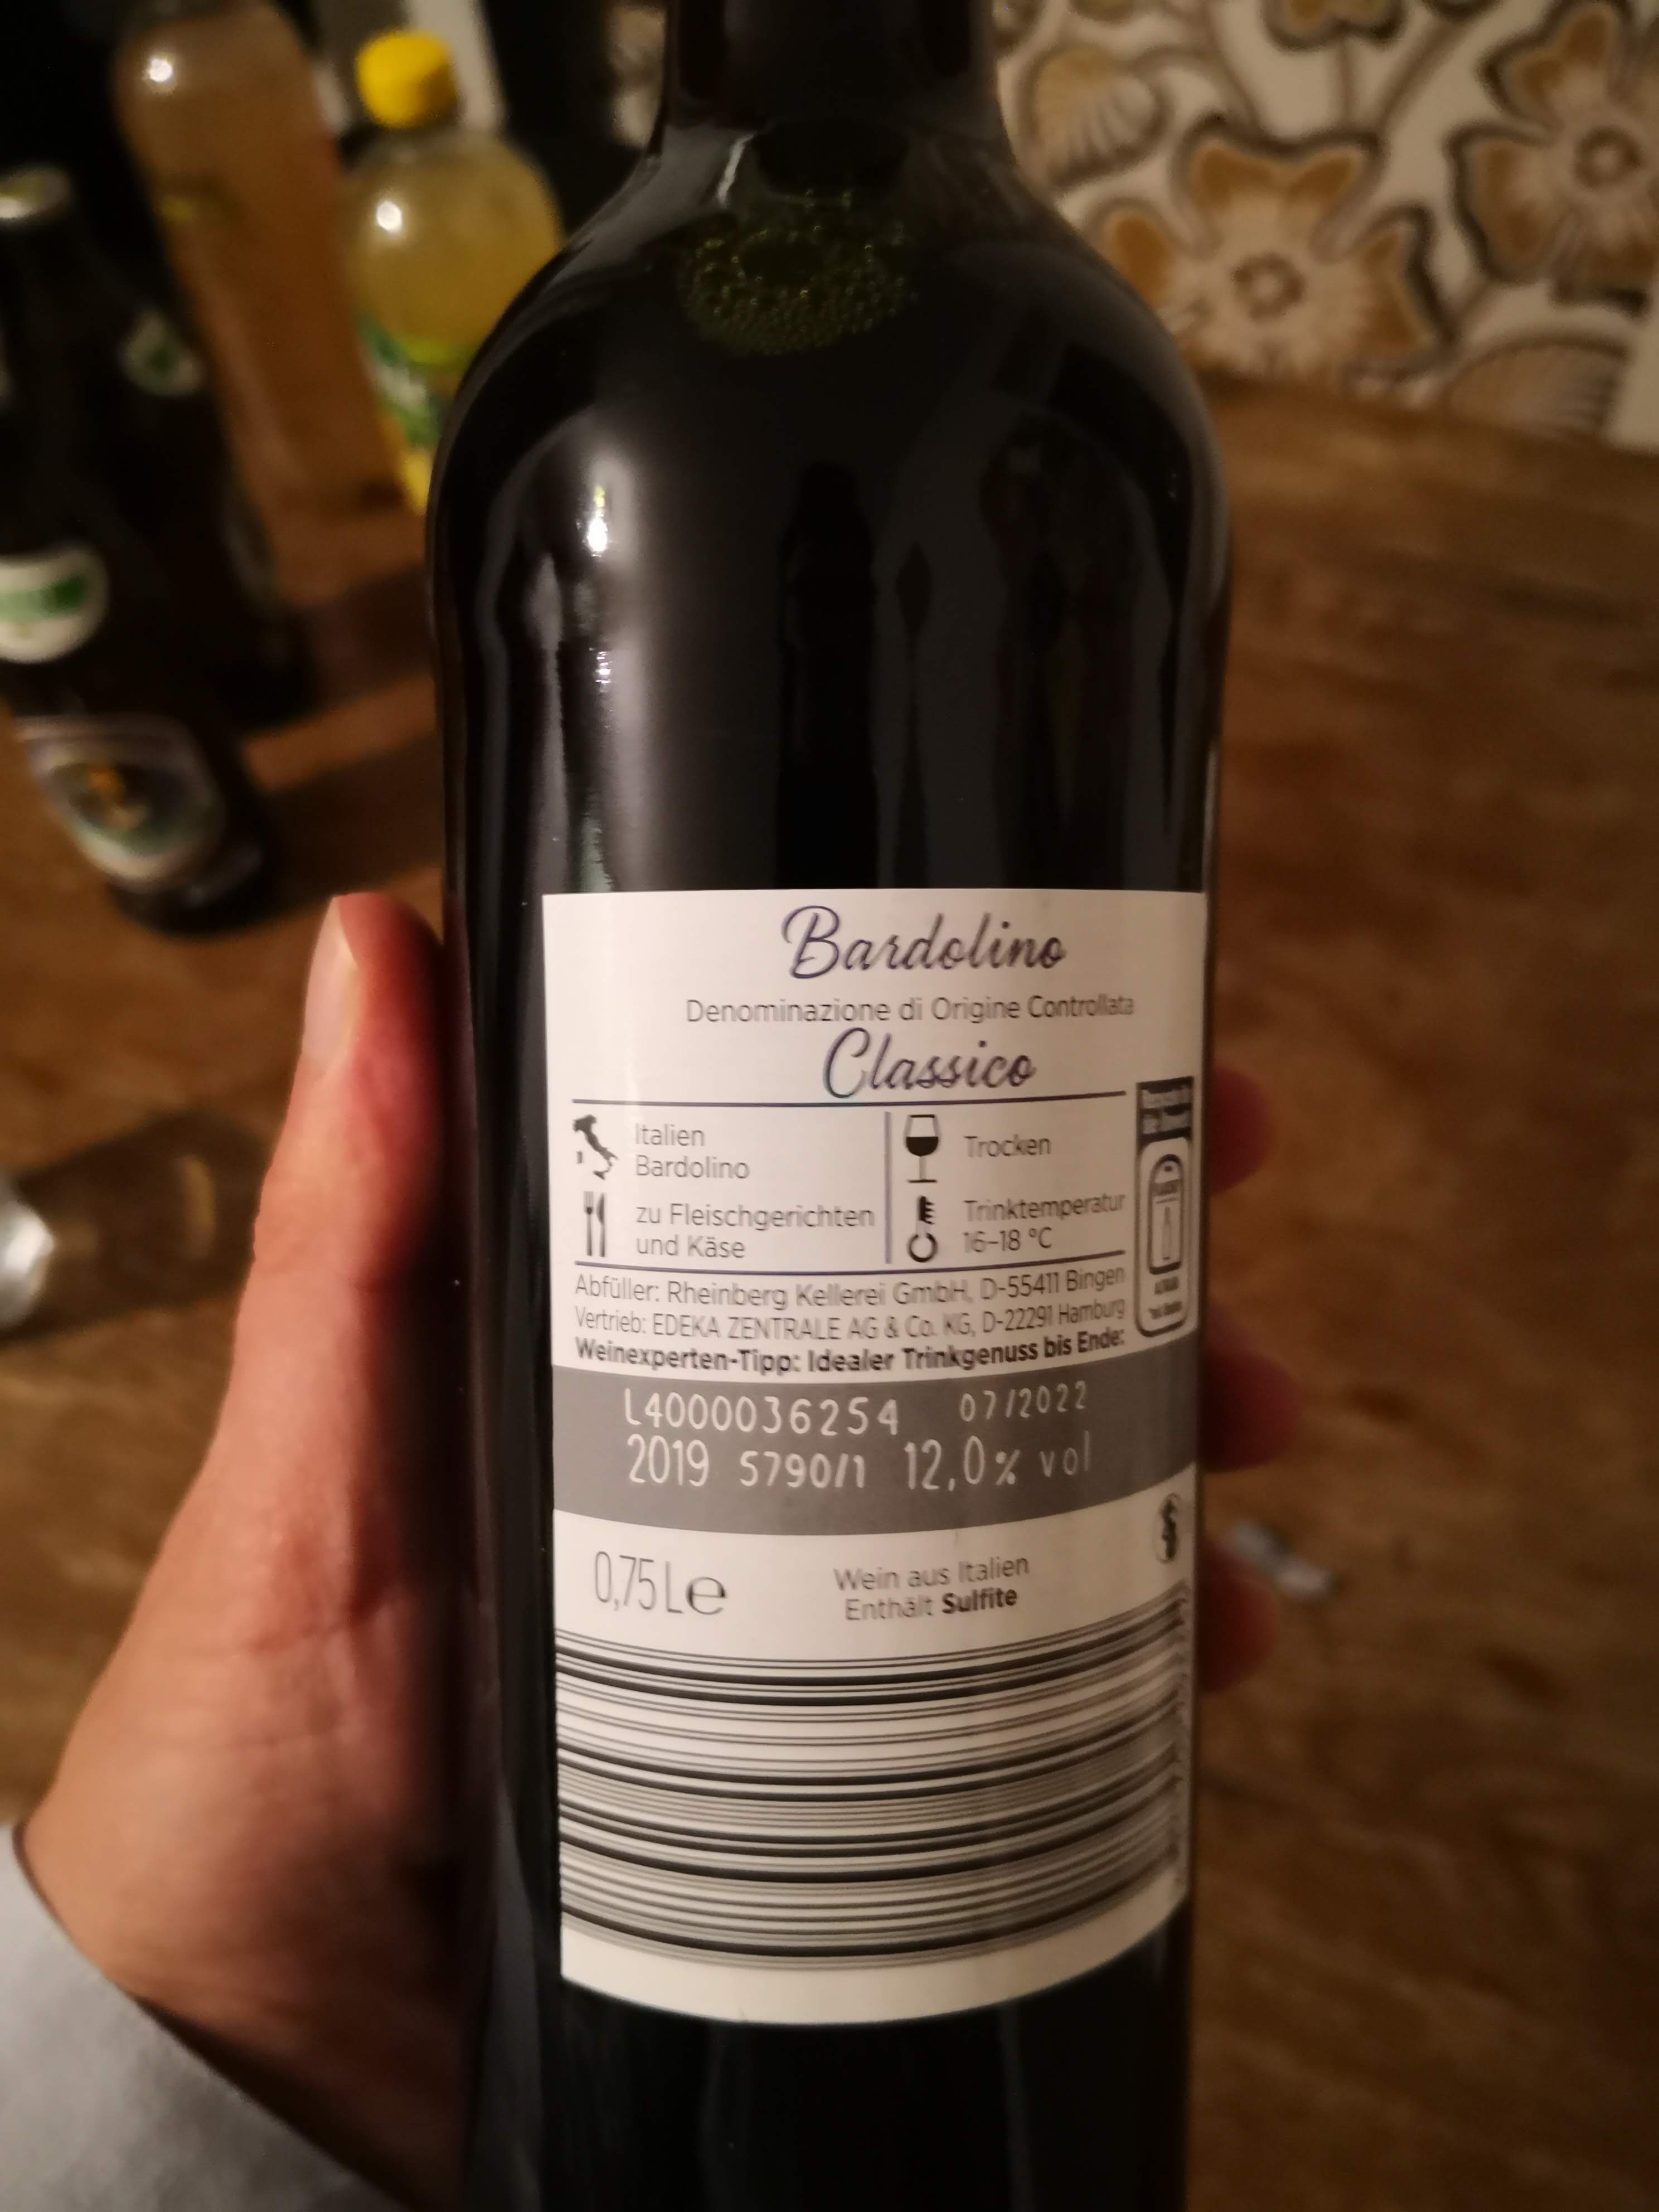 Bardolino
Denominazione di Origine Controllata
Classico
Italien
Bardolino
Trocken
zu Fleischgerichten
und Käse
Trinktemperatur
16–18 °C
Abfüller: Rheinberg Kellerei GmbH, D-55411 Bingen
Vertrieb: EDEKA ZENTRALE AG & Co. KG, D-22291 Hamburg
Weinexperten-Tipp: Idealer Trinkgenuss bis Ende:
L4000036254 07/2022
2019 5790/1 12,0% vol
0,75 L e
Wein aus Italien
Enthält Sulfite